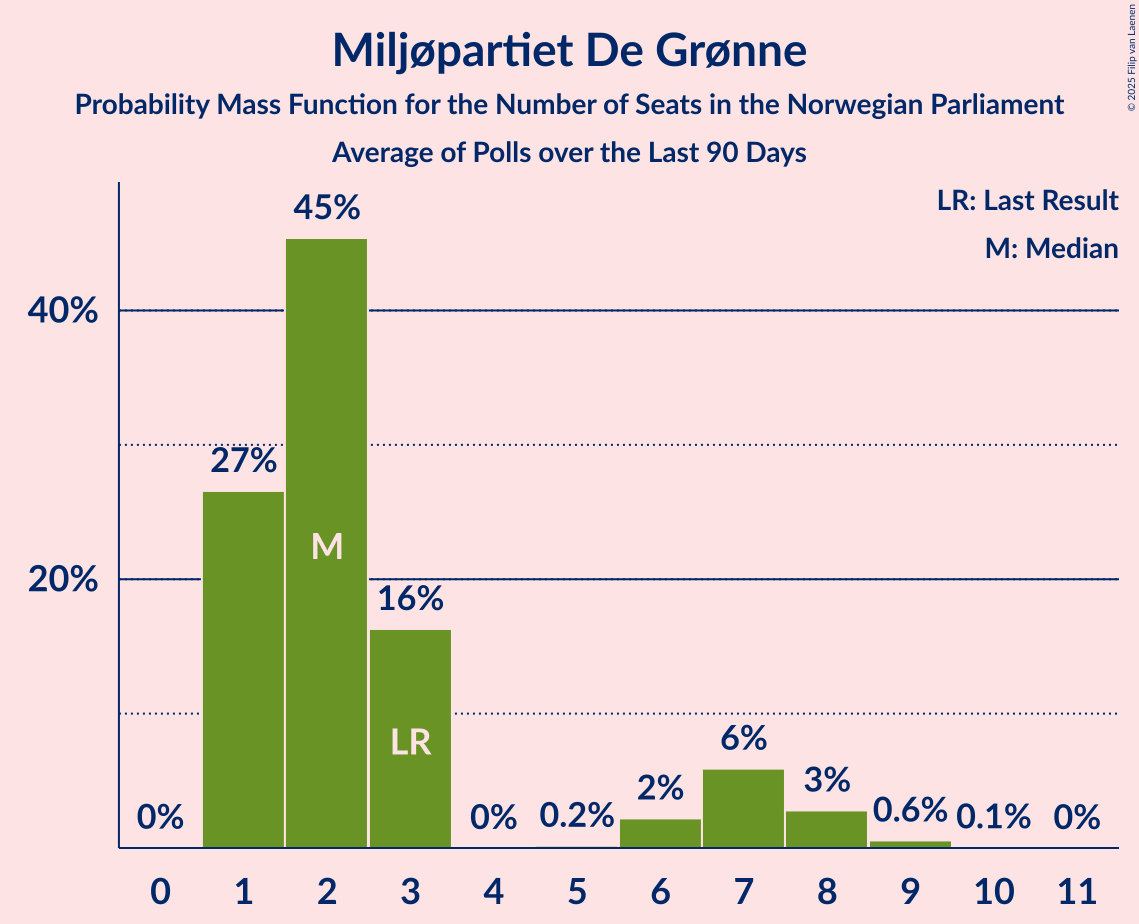 Miljøpartiet De Grønne
Probability Mass Function for the Number of Seats in the Norwegian Parliament
Average of Polls over the Last 90 Days
© 2025 Filip van Laenen
LR: Last Result
M: Median
45%
40%
27%
M
20%
16%
LR
6%
3%
2%
0%
0%
0.2%
0.6%
0.1%
0%
0 1 2 3 4 5 6 7 8 9 10 11